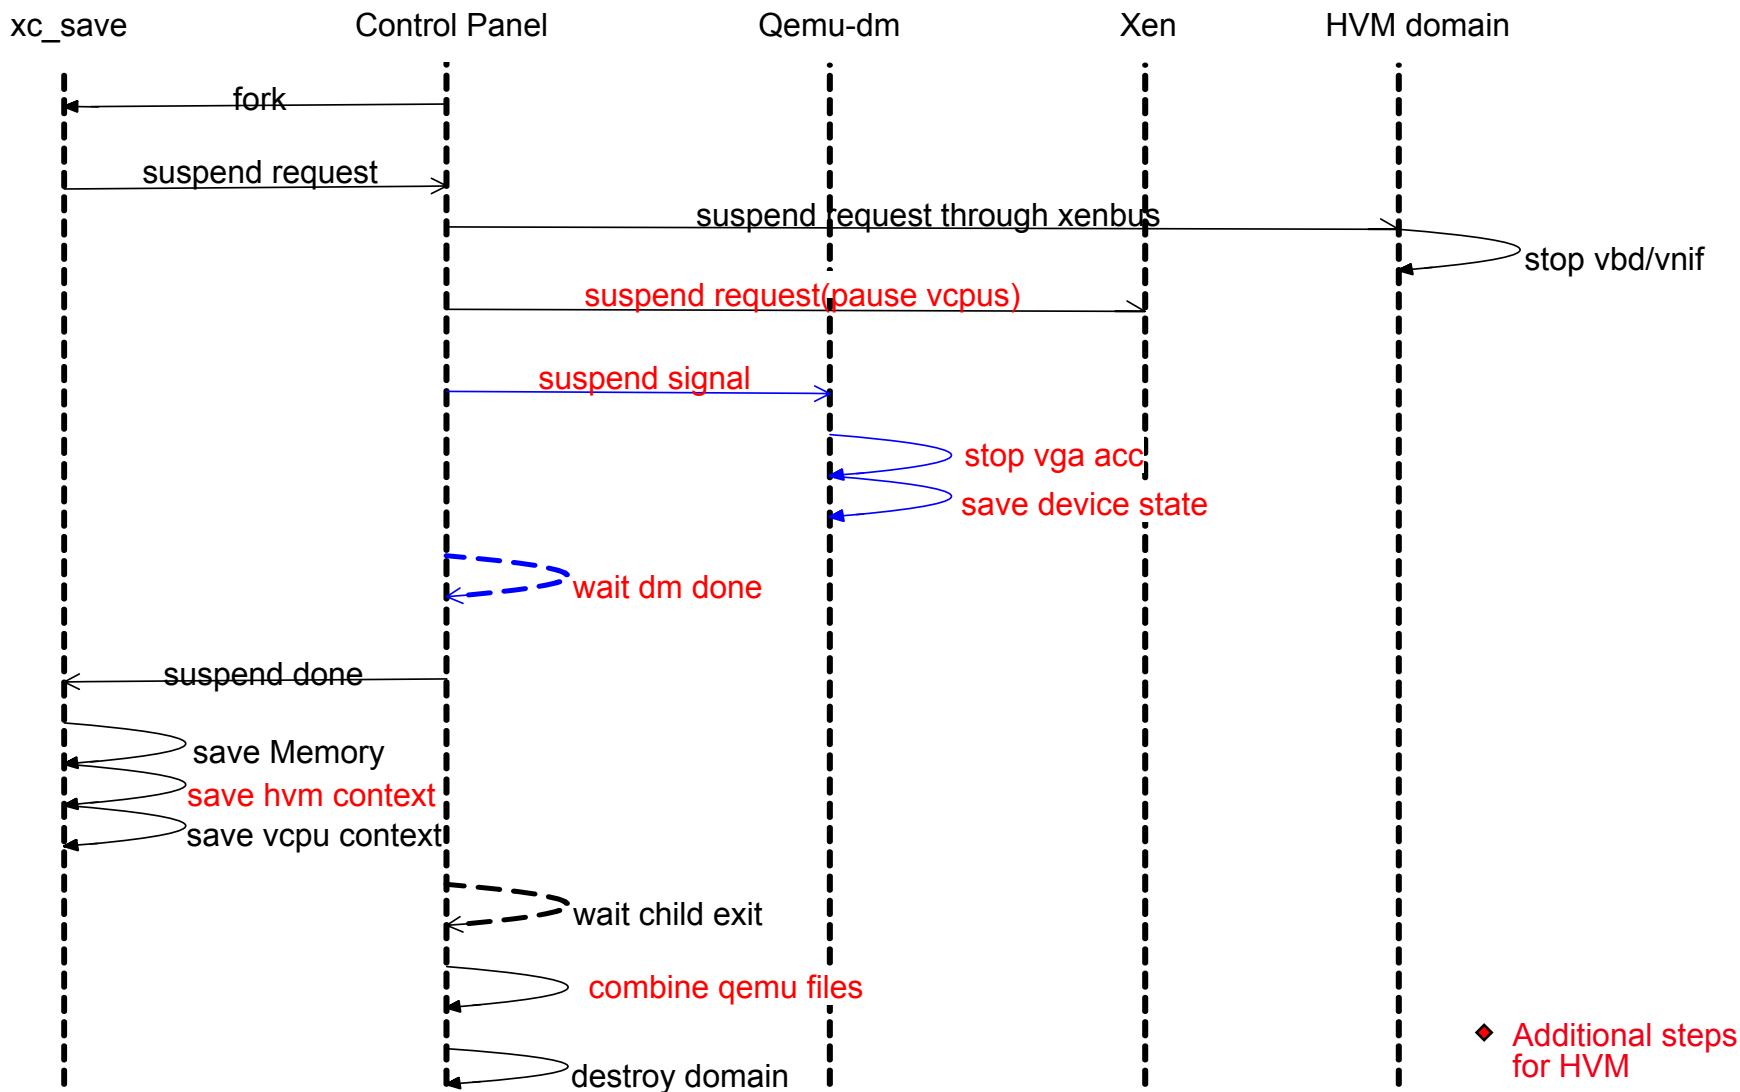 xc_save Control Panel Qemu-dm Xen HVM domain
fork
suspend request
suspend request through xenbus
stop vbd/vnif
suspend request(pause vcpus)
suspend signal
stop vga acc
save device state
wait dm done
suspend done
save Memory
save hvm context
save vcpu context
wait child exit
combine qemu files
Additional steps
for HVM
destroy domain